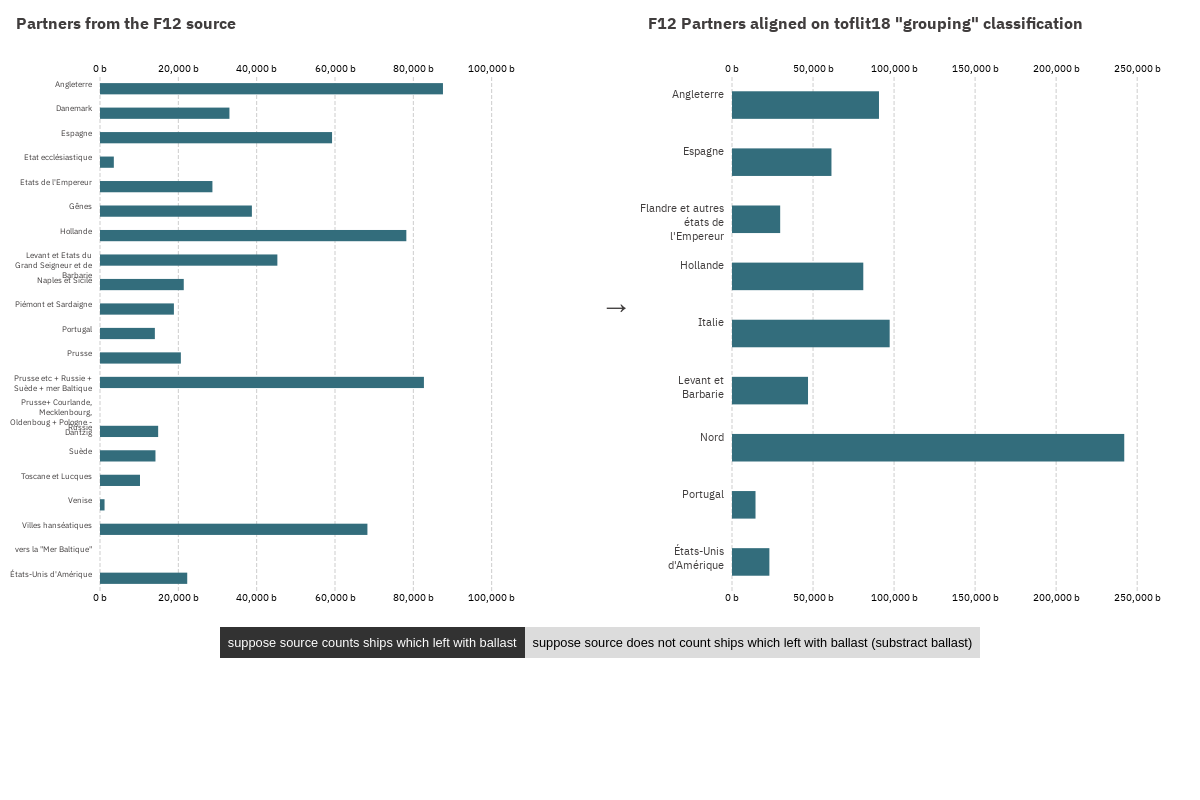 Partners from the F12 source
0 b 20,000 b 40,000 b 60,000 b 80,000 b 100,000 b
Angleterre
Danemark
Espagne
Etat ecclésiastique
Etats de l'Empereur
Gênes
Hollande
Levant et Etats du
Grand Seigneur et de
Barbarie
Naples et Sicile
Piémont et Sardaigne
Portugal
Prusse
Prusse etc + Russie +
Suède + mer Baltique
Prusse+ Courlande,
Mecklenbourg,
Oldenboug + Pologne -
Dantzig
Russie
Suède
Toscane et Lucques
Venise
Villes hanséatiques
vers la "Mer Baltique"
États-Unis d'Amérique
0 b 20,000 b 40,000 b 60,000 b 80,000 b 100,000 b
→
F12 Partners aligned on toflit18 "grouping" classification
0 b 50,000 b 100,000 b 150,000 b 200,000 b 250,000 b
Angleterre
Espagne
Flandre et autres
états de
l'Empereur
Hollande
Italie
Levant et
Barbarie
Nord
Portugal
États-Unis
d'Amérique
0 b 50,000 b 100,000 b 150,000 b 200,000 b 250,000 b
suppose source counts ships which left with ballast
suppose source does not count ships which left with ballast (substract ballast)